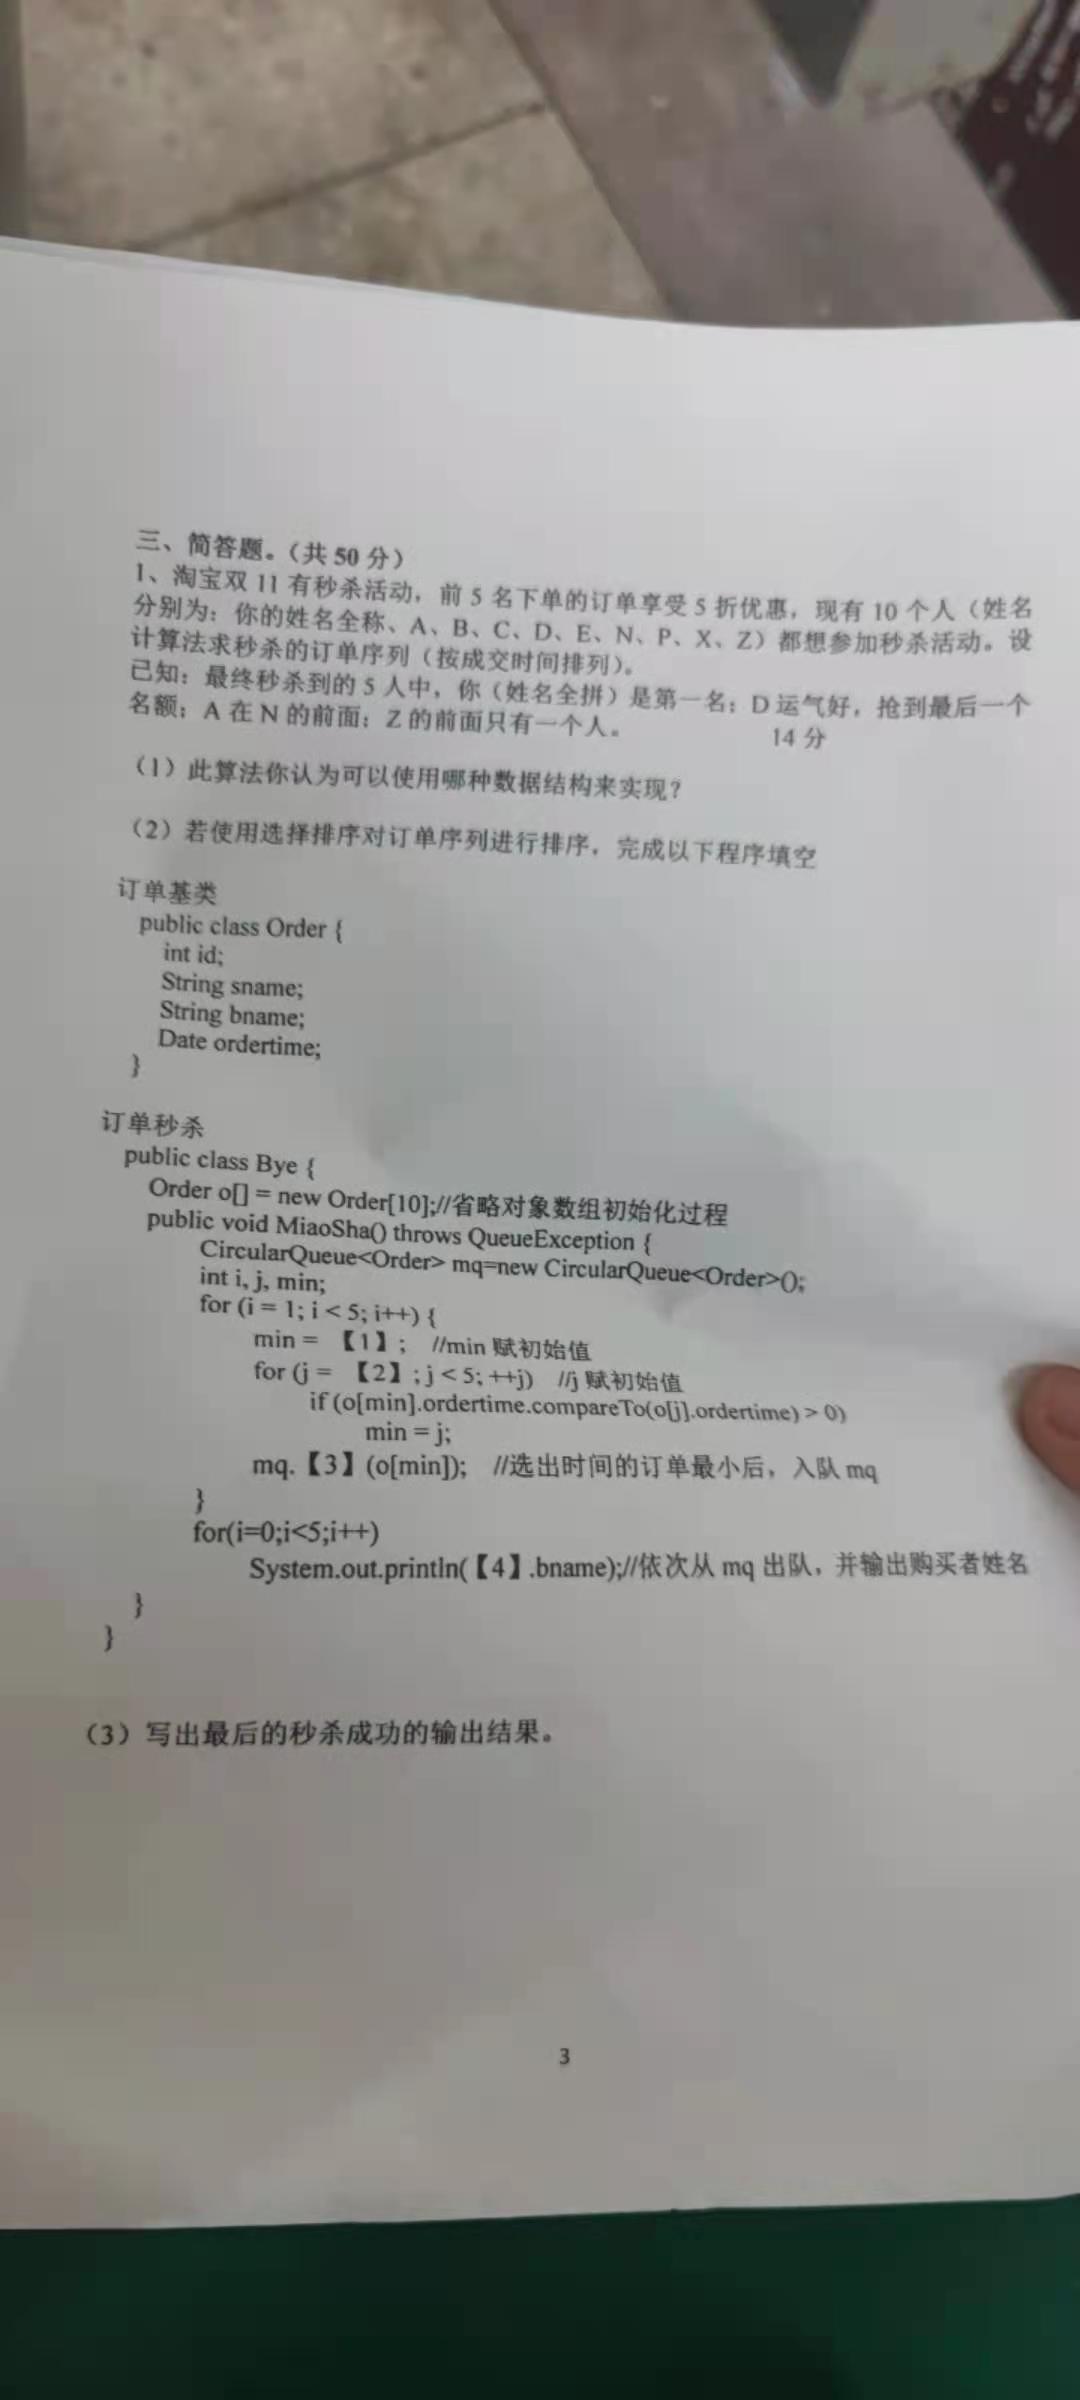 三、简答题。（共 50 分）
1、淘宝双 11 有秒杀活动，前 5 名下单的订单享受 5 折优惠，现有 10 个人（姓名
分别为：你的姓名全称、A、B、C、D、E、N、P、X、Z）都想参加秒杀活动。设
计算法求秒杀的订单序列（按成交时间排列）。
已知：最终秒杀到的 5 人中，你（姓名全拼）是第一名；D 运气好，抢到最后一个
名额；A 在 N 的前面；Z 的前面只有一个人。
14 分
（1）此算法你认为可以使用哪种数据结构来实现？
（2）若使用选择排序对订单序列进行排序，完成以下程序填空
订单基类
public class Order {
int id;
String sname;
String bname;
Date ordertime;
}
订单秒杀
public class Bye {
Order o[] = new Order[10];//省略对象数组初始化过程
public void MiaoSha() throws QueueException {
CircularQueue<Order> mq=new CircularQueue<Order>();
int i, j, min;
for (i = 1; i < 5; i++) {
min = 【1】; //min 赋初始值
for (j = 【2】; j < 5; ++j) //j 赋初始值
if (o[min].ordertime.compareTo(o[j].ordertime) > 0)
min = j;
mq.【3】(o[min]); //选出时间的订单最小后，入队 mq
}
for(i=0;i<5;i++)
System.out.println(【4】.bname);//依次从 mq 出队，并输出购买者姓名
}
}
（3）写出最后的秒杀成功的输出结果。
3